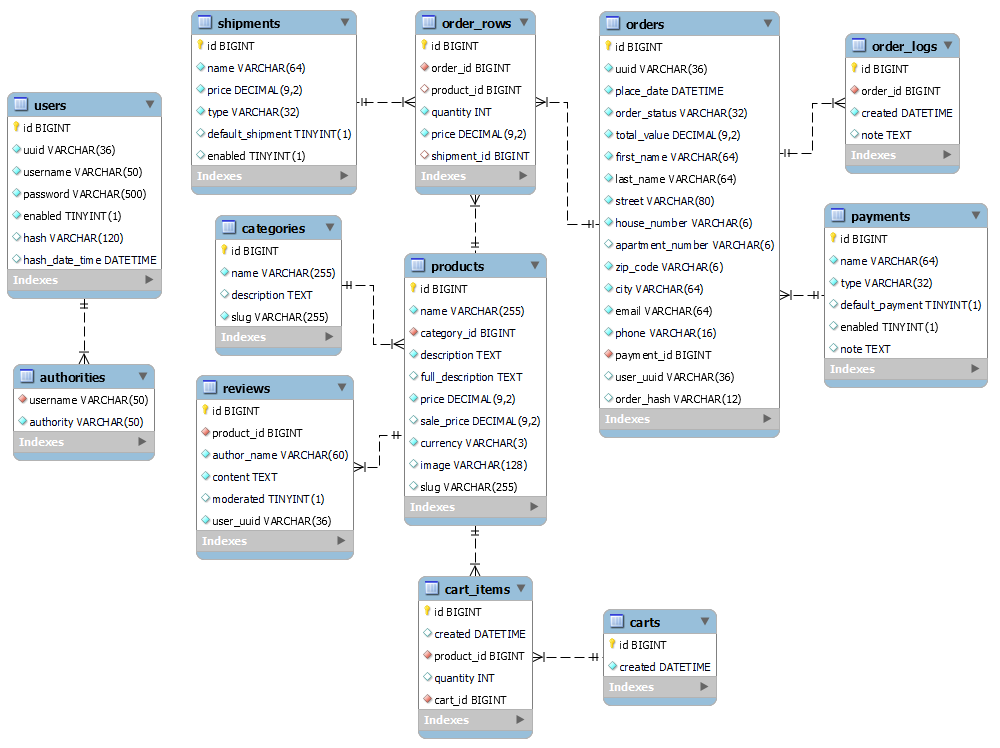 users
id BIGINT
uuid VARCHAR(36)
username VARCHAR(50)
password VARCHAR(500)
enabled TINYINT(1)
hash VARCHAR(120)
hash_date_time DATETIME
Indexes
authorities
username VARCHAR(50)
authority VARCHAR(50)
Indexes
shipments
id BIGINT
name VARCHAR(64)
price DECIMAL(9,2)
type VARCHAR(32)
default_shipment TINYINT(1)
enabled TINYINT(1)
Indexes
categories
id BIGINT
name VARCHAR(255)
description TEXT
slug VARCHAR(255)
Indexes
reviews
id BIGINT
product_id BIGINT
author_name VARCHAR(60)
content TEXT
moderated TINYINT(1)
user_uuid VARCHAR(36)
Indexes
order_rows
id BIGINT
order_id BIGINT
product_id BIGINT
quantity INT
price DECIMAL(9,2)
shipment_id BIGINT
Indexes
products
id BIGINT
name VARCHAR(255)
category_id BIGINT
description TEXT
full_description TEXT
price DECIMAL(9,2)
sale_price DECIMAL(9,2)
currency VARCHAR(3)
image VARCHAR(128)
slug VARCHAR(255)
Indexes
cart_items
id BIGINT
created DATETIME
product_id BIGINT
quantity INT
cart_id BIGINT
Indexes
orders
id BIGINT
uuid VARCHAR(36)
place_date DATETIME
order_status VARCHAR(32)
total_value DECIMAL(9,2)
first_name VARCHAR(64)
last_name VARCHAR(64)
street VARCHAR(80)
house_number VARCHAR(6)
apartment_number VARCHAR(6)
zip_code VARCHAR(6)
city VARCHAR(64)
email VARCHAR(64)
phone VARCHAR(16)
payment_id BIGINT
user_uuid VARCHAR(36)
order_hash VARCHAR(12)
Indexes
carts
id BIGINT
created DATETIME
Indexes
order_logs
id BIGINT
order_id BIGINT
created DATETIME
note TEXT
Indexes
payments
id BIGINT
name VARCHAR(64)
type VARCHAR(32)
default_payment TINYINT(1)
enabled TINYINT(1)
note TEXT
Indexes